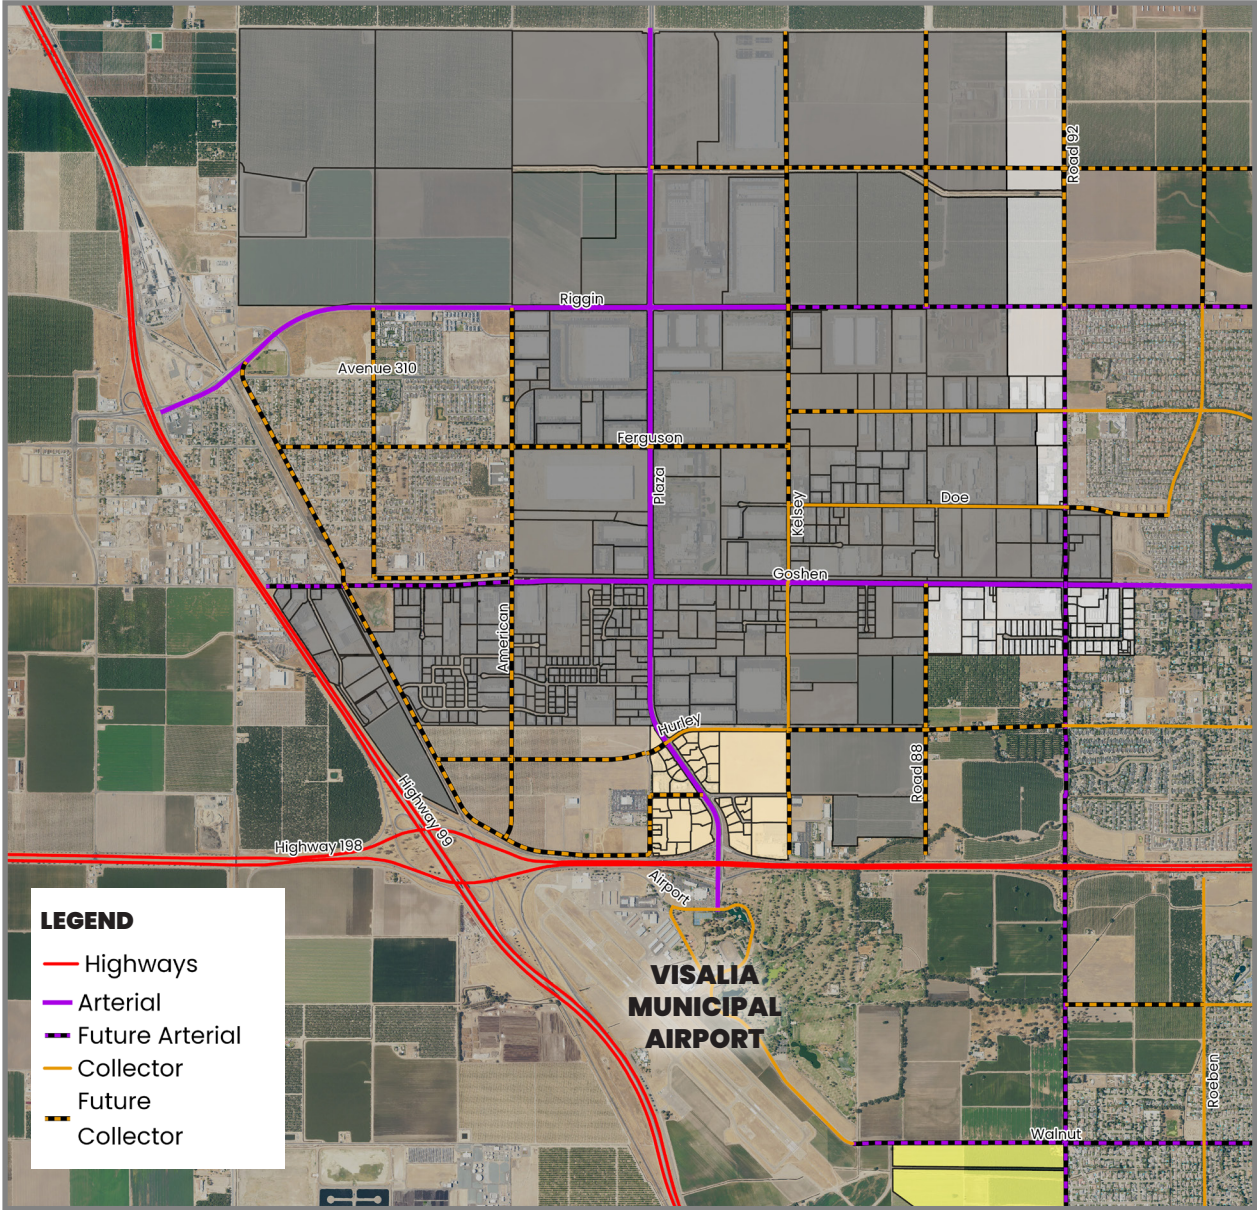 Road 92
Riggin
Avenue 310
Ferguson
Plaza
Kelsey
Doe
Goshen
American
Hurley
Road 88
Highway 99
Highway 198
Airport
VISALIA
MUNICIPAL
AIRPORT
LEGEND
Highways
Arterial
Future Arterial
Collector
Future
Collector
Roeben
Walnut